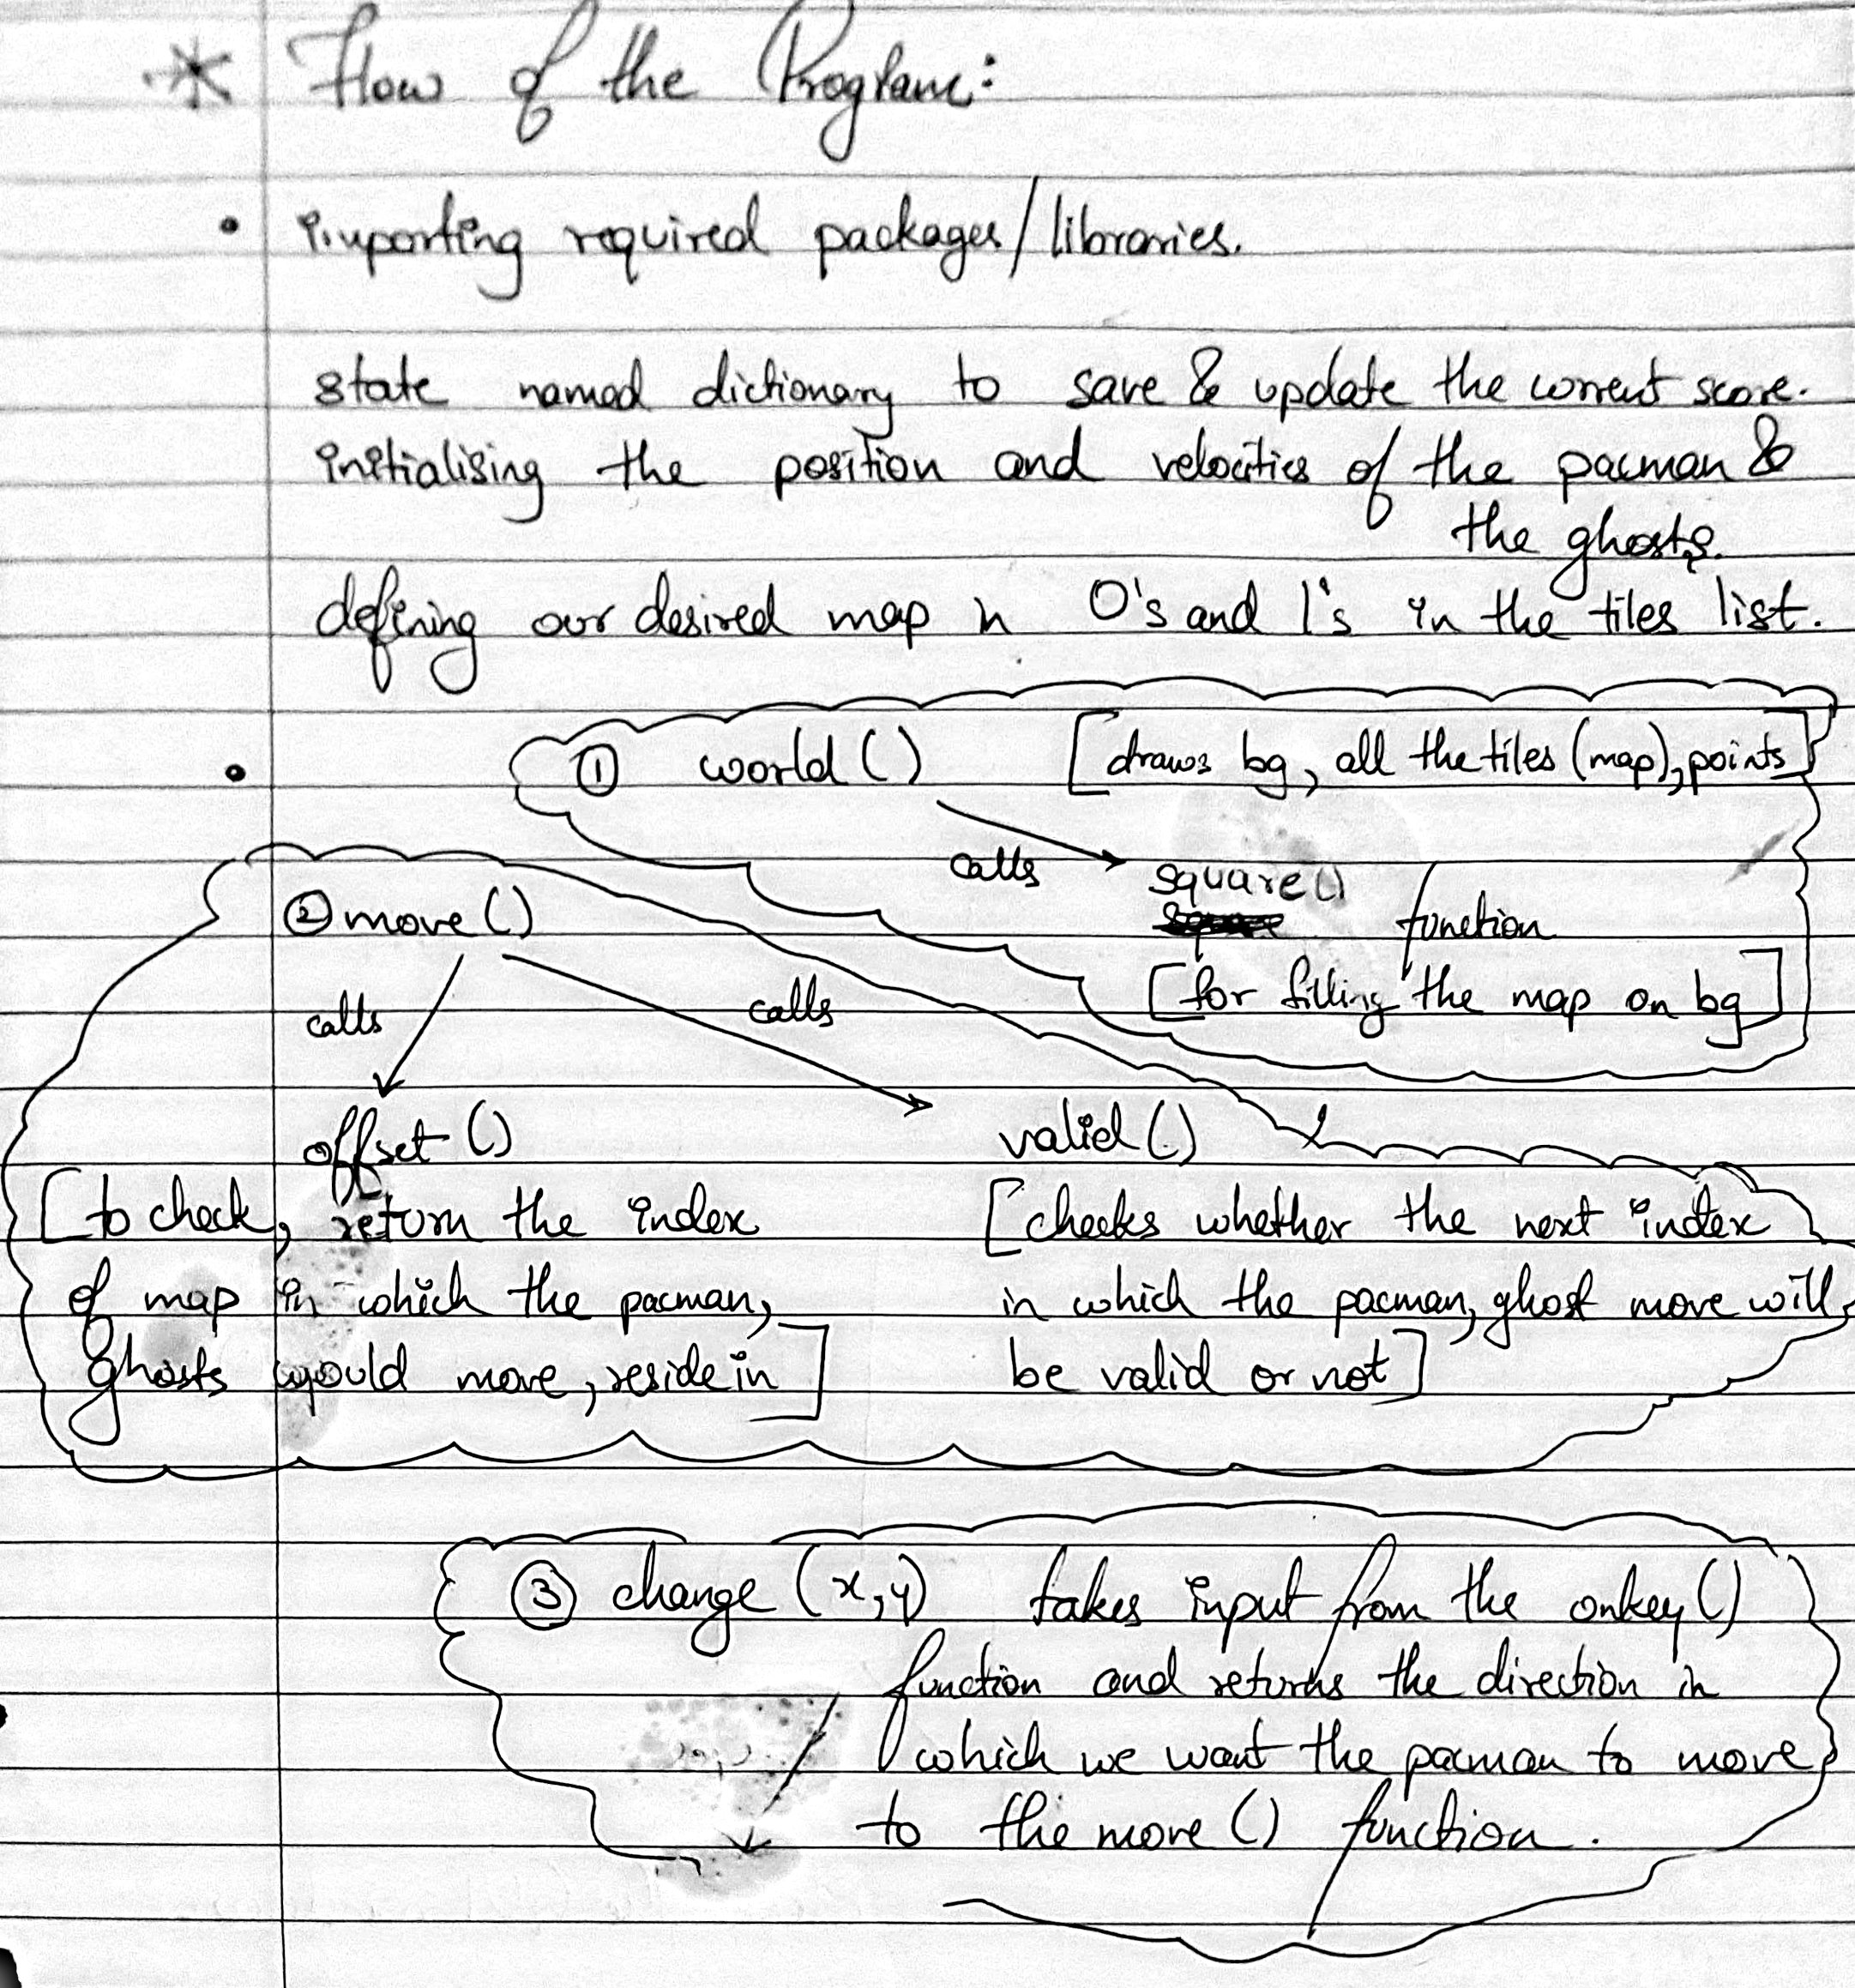 * Flow of the Program:
• importing required packages/libraries.
state named dictionary to save & update the current score.
initialising the position and velocities of the pacman &
the ghosts.
defining our desired map in 0's and 1's in the tiles list.
• ① world() [draws bg, all the tiles (map), points]
calls
square() function
[for filling the map on bg]
② move()
calls calls
offset() valid()
[to check, return the index
of map in which the pacman,
ghosts would move, reside in]
[checks whether the next index
in which the pacman, ghost move will
be valid or not]
③ change (x,y) takes input from the onkey()
function and returns the direction in
which we want the pacman to move
to the move() function.